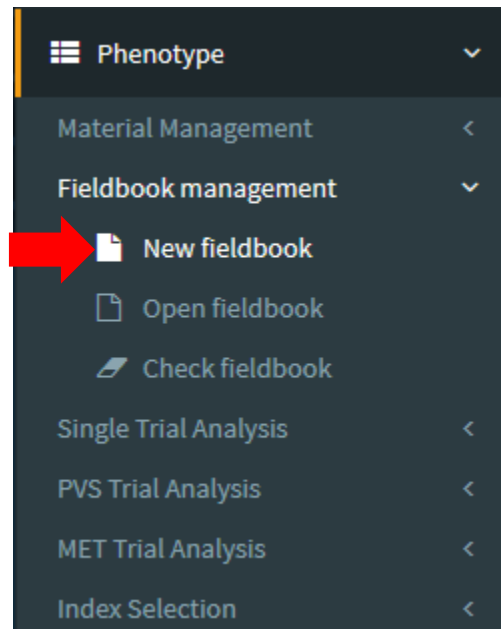 Phenotype
Material Management
Fieldbook management
New fieldbook
Open fieldbook
Check fieldbook
Single Trial Analysis
PVS Trial Analysis
MET Trial Analysis
Index Selection